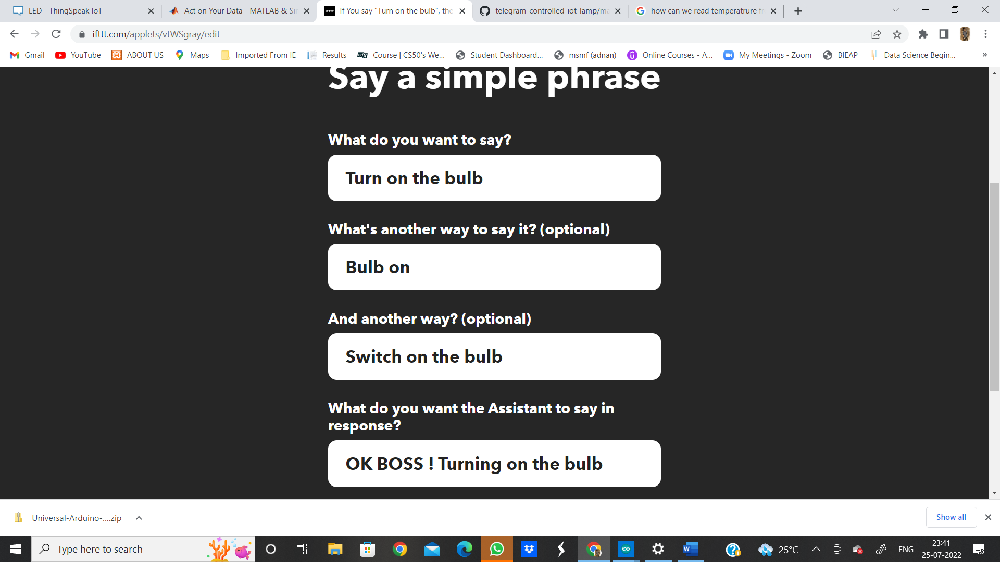 LED - ThingSpeak IoT
Act on Your Data - MATLAB & Sir
IFTTT
If You say "Turn on the bulb", the
telegram-controlled-iot-lamp/ma
how can we read temperatrure fr
ifttt.com/applets/vtWSgray/edit
Gmail
YouTube
ABOUT US
Maps
Imported From IE
Results
edX
Course | CS50's We...
Student Dashboard...
msmf (adnan)
Online Courses - A...
My Meetings - Zoom
BIEAP
Data Science Begin...
»
Say a simple phrase
What do you want to say?
Turn on the bulb
What's another way to say it? (optional)
Bulb on
And another way? (optional)
Switch on the bulb
What do you want the Assistant to say in
response?
OK BOSS ! Turning on the bulb
Universal-Arduino-....zip
Show all
Type here to search
25°C
ENG
23:41
25-07-2022